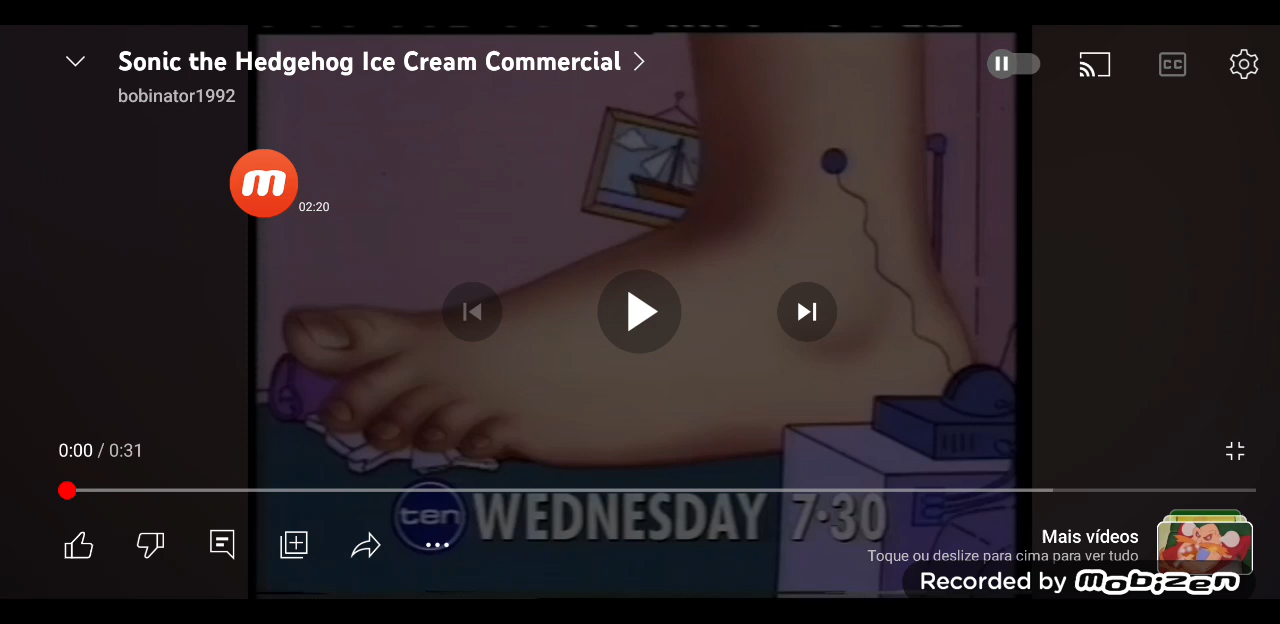 Sonic the Hedgehog Ice Cream Commercial
bobinator1992
CC
m
02:20
0:00 / 0:31
ten WEDNESDAY 7·30
Mais vídeos
Toque ou deslize para cima para ver tudo
Recorded by mobizen